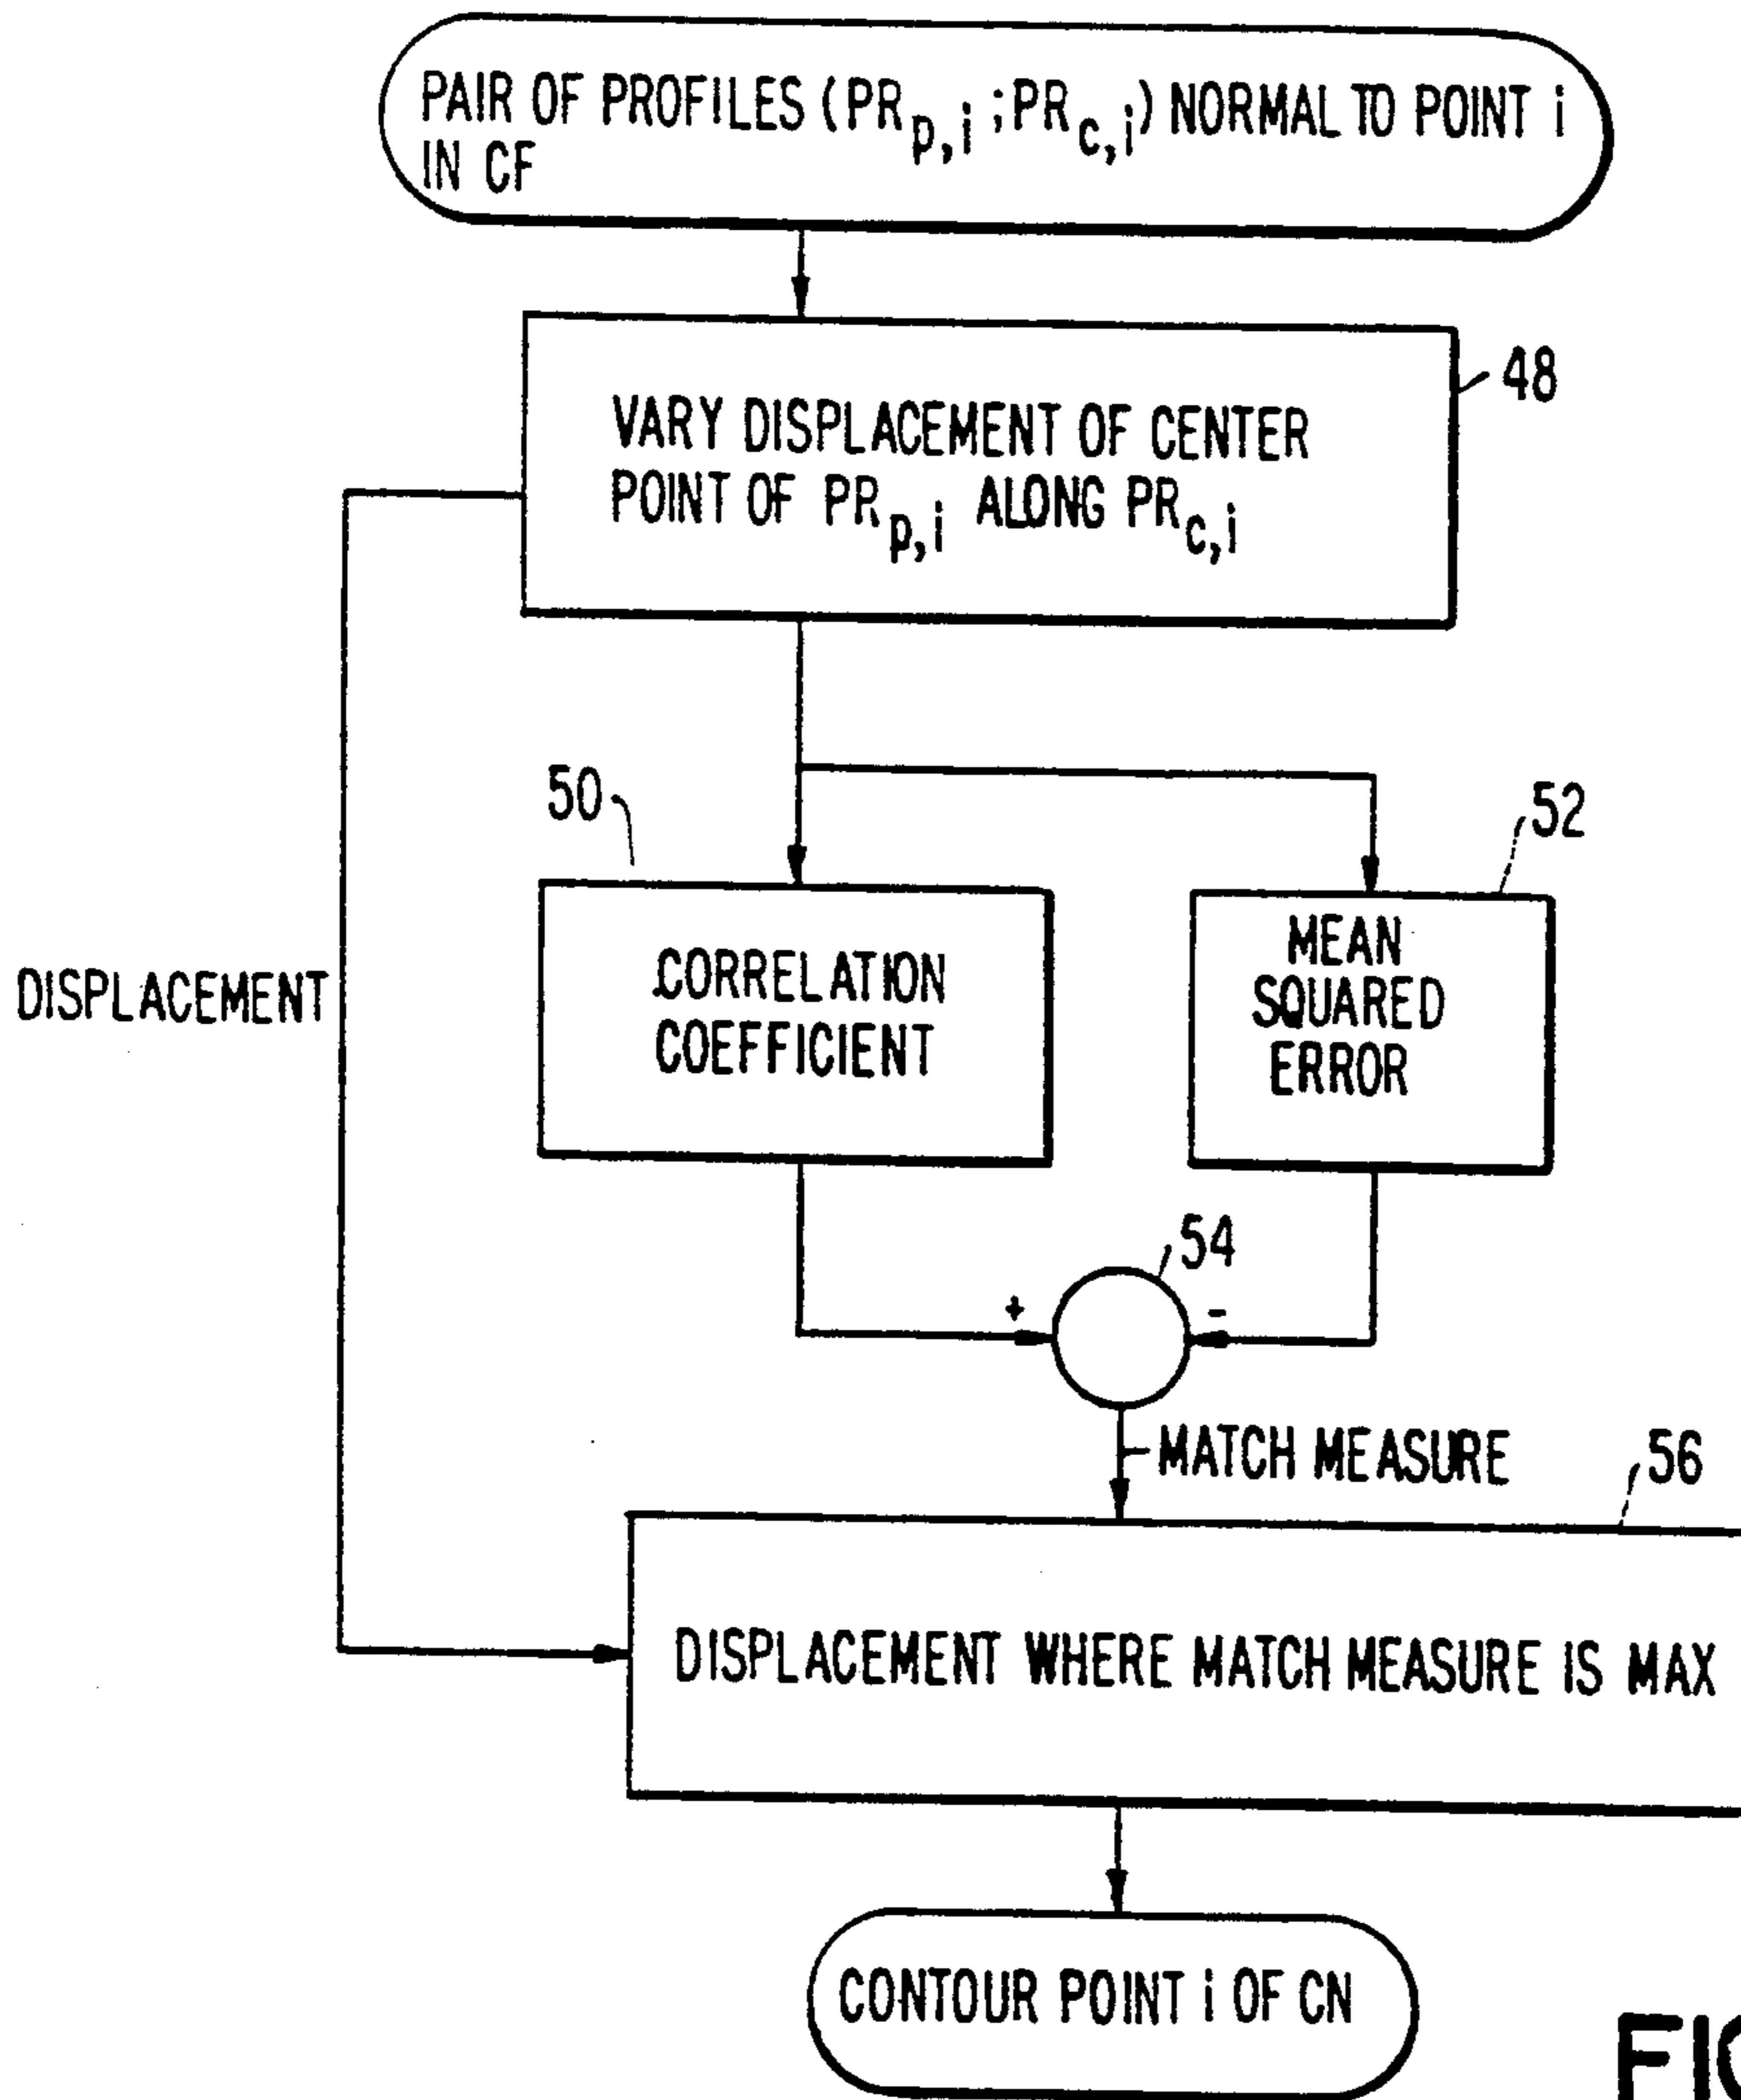 PAIR OF PROFILES (PRp,i ;PRc,i) NORMAL TO POINT i
IN CF
48
VARY DISPLACEMENT OF CENTER
POINT OF PRp,i ALONG PRc,i
50
52
DISPLACEMENT
CORRELATION
COEFFICIENT
MEAN
SQUARED
ERROR
54
+
-
MATCH MEASURE
56
DISPLACEMENT WHERE MATCH MEASURE IS MAX
CONTOUR POINT i OF CN